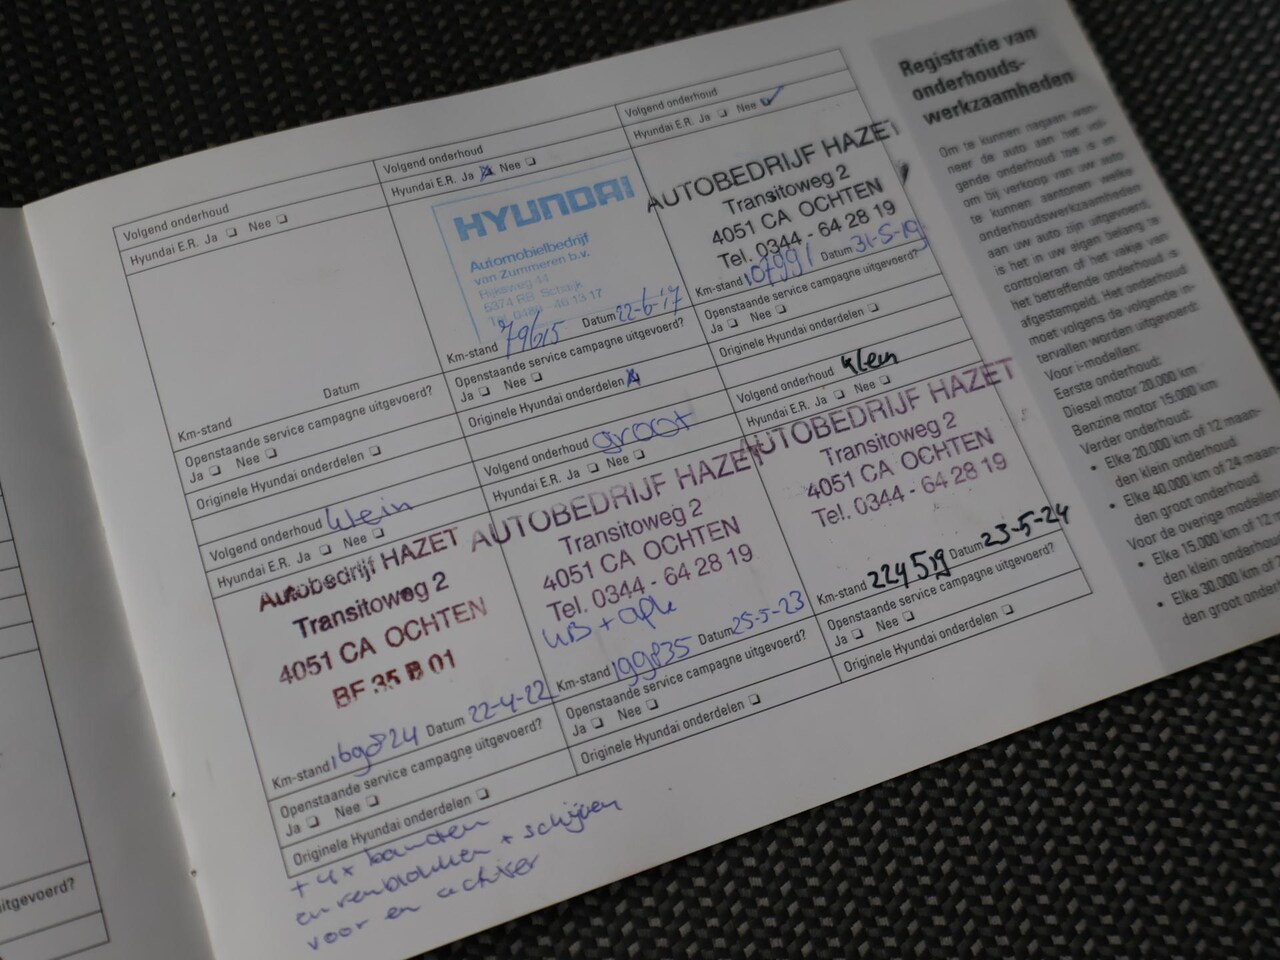 Volgend onderhoud
Hyundai E.R. Ja Nee
Km-stand
Datum
Openstaande service campagne uitgevoerd?
Ja Nee
Originele Hyundai onderdelen
Volgend onderhoud
Hyundai E.R. Ja Nee
HYUNDAI
Automobielbedrijf
van Zummeren b.v.
Rijksweg
5374 RB Schaijk
Km-stand 79615 Datum 22-6-17
Openstaande service campagne uitgevoerd?
Ja Nee
Originele Hyundai onderdelen
Volgend onderhoud
Hyundai E.R. Ja Nee
AUTOBEDRIJF HAZET
Transitoweg 2
4051 CA OCHTEN
Tel. 0344 - 64 28 19
Km-stand 107991 Datum 31-5-19
Openstaande service campagne uitgevoerd?
Ja Nee
Originele Hyundai onderdelen
Volgend onderhoud klein
Hyundai E.R. Ja Nee
Autobedrijf HAZET
Transitoweg 2
4051 CA OCHTEN
BF 35 B 01
Km-stand 169824 Datum 22-4-22
Openstaande service campagne uitgevoerd?
Ja Nee
Originele Hyundai onderdelen
Volgend onderhoud groot
Hyundai E.R. Ja Nee
AUTOBEDRIJF HAZET
Transitoweg 2
4051 CA OCHTEN
Tel. 0344 - 64 28 19
Km-stand 199835 Datum 25-5-23
Openstaande service campagne uitgevoerd?
Ja Nee
Originele Hyundai onderdelen
Volgend onderhoud klein
Hyundai E.R. Ja Nee
AUTOBEDRIJF HAZET
Transitoweg 2
4051 CA OCHTEN
Tel. 0344 - 64 28 19
Km-stand 224519 Datum 23-5-24
Openstaande service campagne uitgevoerd?
Ja Nee
Originele Hyundai onderdelen
+ 4x banden
en remblokken + schijven
voor en achter
Registratie van
onderhouds-
werkzaamheden
Om te kunnen nagaan wan-
neer de auto aan het vol-
gende onderhoud toe is en
om bij verkoop van uw auto
te kunnen aantonen welke
onderhoudswerkzaamheden
aan uw auto zijn uitgevoerd,
is het in uw eigen belang te
controleren of het vakje van
het betreffende onderhoud is
afgestempeld. Het onderhoud
moet volgens de volgende in-
tervallen worden uitgevoerd:
Voor i-modellen:
Eerste onderhoud:
Diesel motor 20.000 km
Benzine motor 15.000 km
Verder onderhoud:
• Elke 20.000 km of 12 maan-
den klein onderhoud
• Elke 40.000 km of 24 maan
den groot onderhoud
Voor de overige modellen
• Elke 15.000 km of 12 m
den klein onderhou
• Elke 30.000 km of 2
den groot onder
itgevoerd?